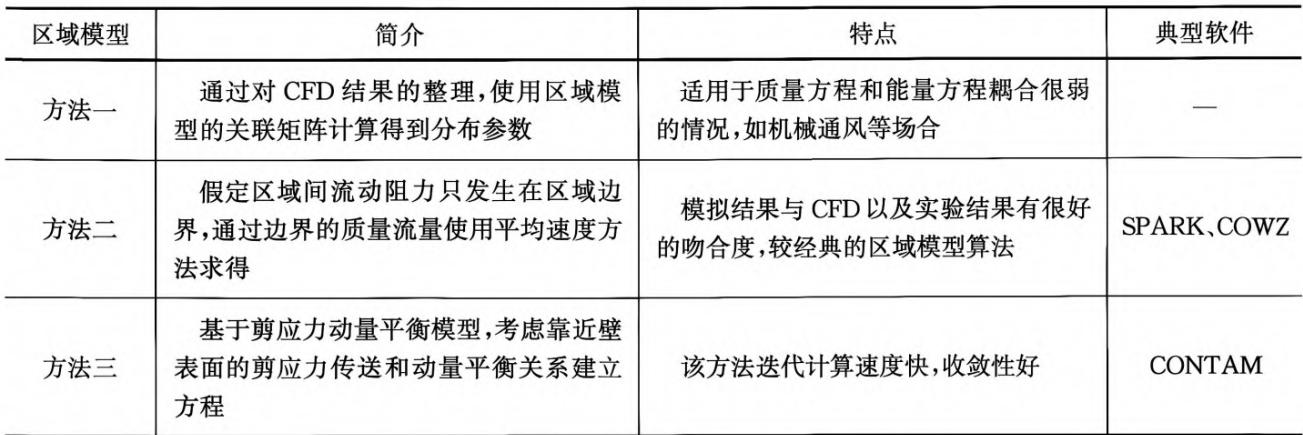 区域模型 简介 特点 典型软件
方法一
通过对 CFD 结果的整理,使用区域模
型的关联矩阵计算得到分布参数
适用于质量方程和能量方程耦合很弱
的情况,如机械通风等场合
—
方法二
假定区域间流动阻力只发生在区域边
界,通过边界的质量流量使用平均速度方
法求得
模拟结果与 CFD 以及实验结果有很好
的吻合度,较经典的区域模型算法
SPARK、COWZ
方法三
基于剪应力动量平衡模型,考虑靠近壁
表面的剪应力传送和动量平衡关系建立
方程
该方法迭代计算速度快,收敛性好
CONTAM